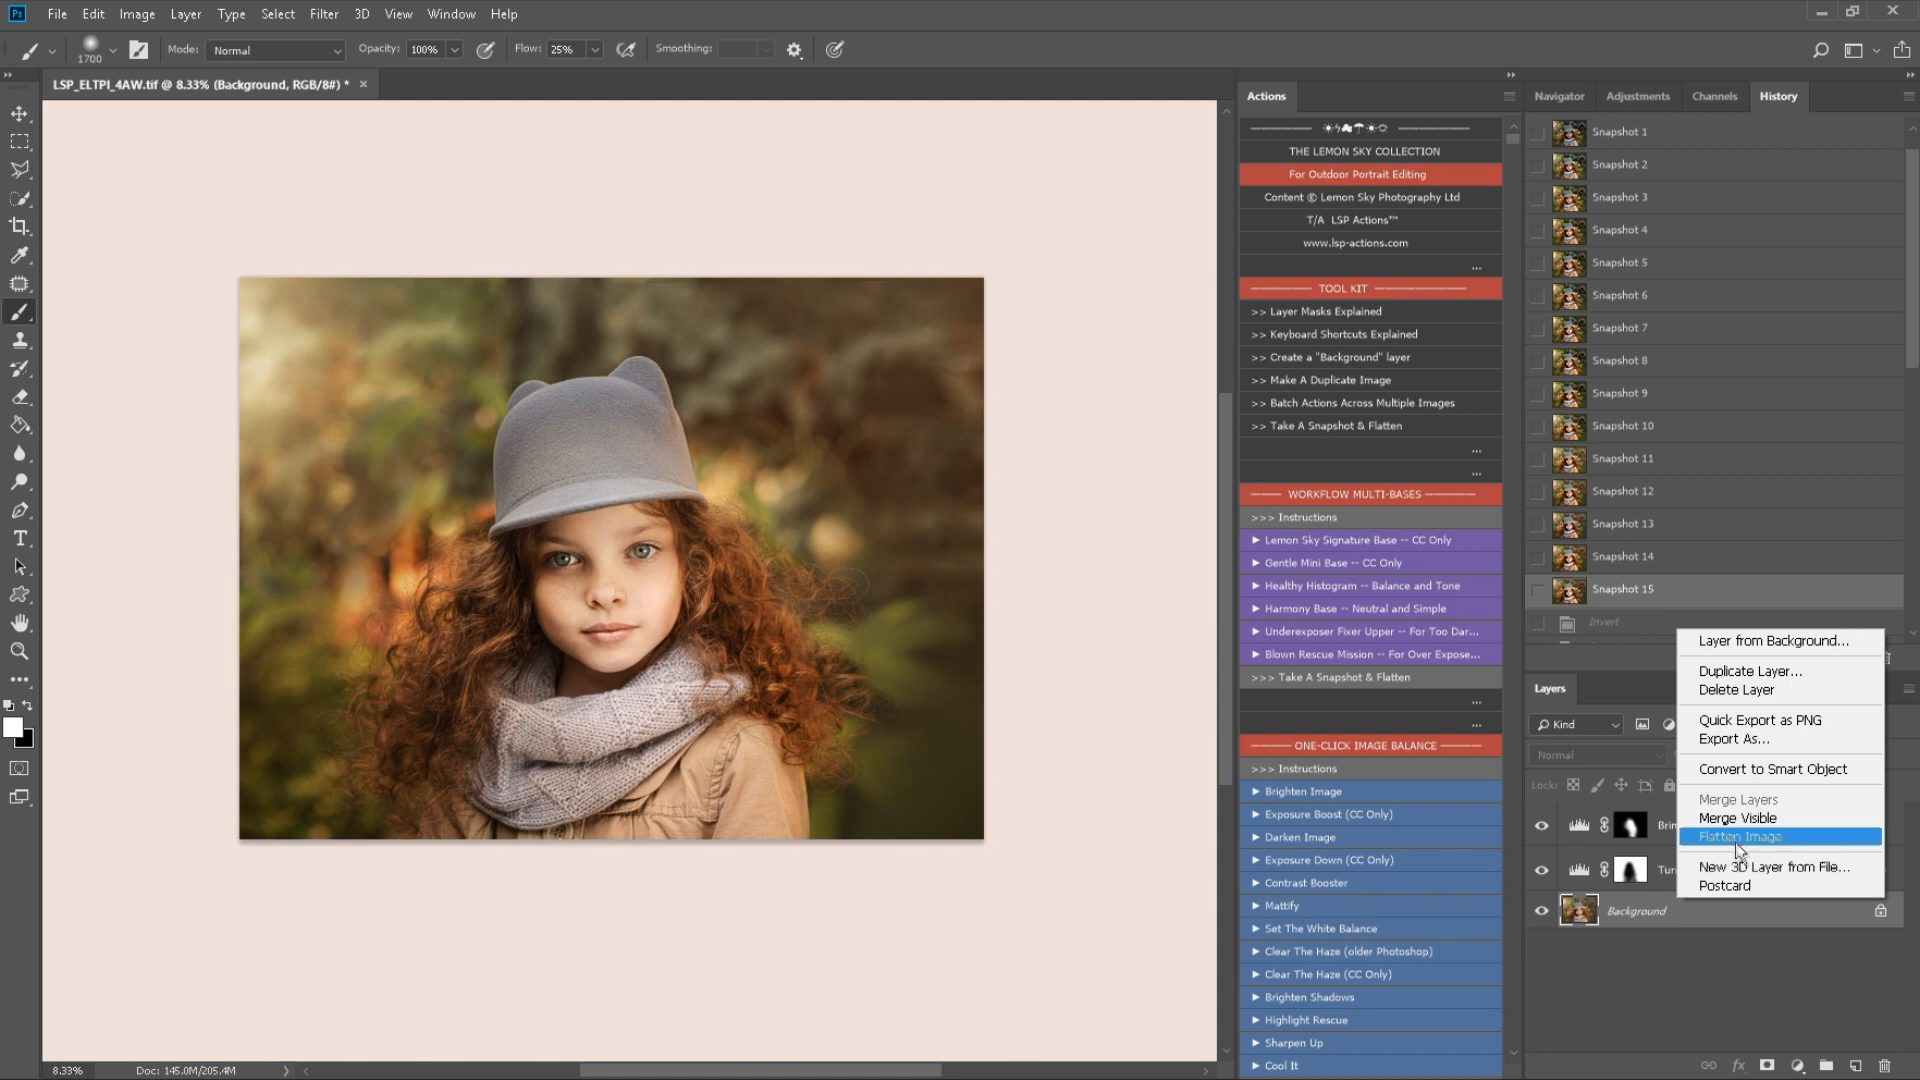 Ps File Edit Image Layer Type Select Filter 3D View Window Help
1700 Mode: Normal Opacity: 100% Flow: 25% Smoothing:
LSP_ELTPI_4AW.tif @ 8.33% (Background, RGB/8#) * ×
Actions
THE LEMON SKY COLLECTION
For Outdoor Portrait Editing
Content © Lemon Sky Photography Ltd
T/A LSP Actions™
www.lsp-actions.com
...
TOOL KIT
>> Layer Masks Explained
>> Keyboard Shortcuts Explained
>> Create a "Background" layer
>> Make A Duplicate Image
>> Batch Actions Across Multiple Images
>> Take A Snapshot & Flatten
...
...
WORKFLOW MULTI-BASES
>>> Instructions
Lemon Sky Signature Base -- CC Only
Gentle Mini Base -- CC Only
Healthy Histogram -- Balance and Tone
Harmony Base -- Neutral and Simple
Underexposer Fixer Upper -- For Too Dar...
Blown Rescue Mission -- For Over Expose...
>>> Take A Snapshot & Flatten
...
...
ONE-CLICK IMAGE BALANCE
>>> Instructions
Brighten Image
Exposure Boost (CC Only)
Darken Image
Exposure Down (CC Only)
Contrast Booster
Mattify
Set The White Balance
Clear The Haze (older Photoshop)
Clear The Haze (CC Only)
Brighten Shadows
Highlight Rescue
Sharpen Up
Cool It
Navigator Adjustments Channels History
Snapshot 1
Snapshot 2
Snapshot 3
Snapshot 4
Snapshot 5
Snapshot 6
Snapshot 7
Snapshot 8
Snapshot 9
Snapshot 10
Snapshot 11
Snapshot 12
Snapshot 13
Snapshot 14
Snapshot 15
Invert
Layer from Background...
Duplicate Layer...
Delete Layer
Quick Export as PNG
Export As...
Convert to Smart Object
Merge Layers
Merge Visible
Flatten Image
New 3D Layer from File...
Postcard
Layers
Kind
Normal
Lock:
Brin
Turn
Background
8.33% Doc: 145.0M/205.4M